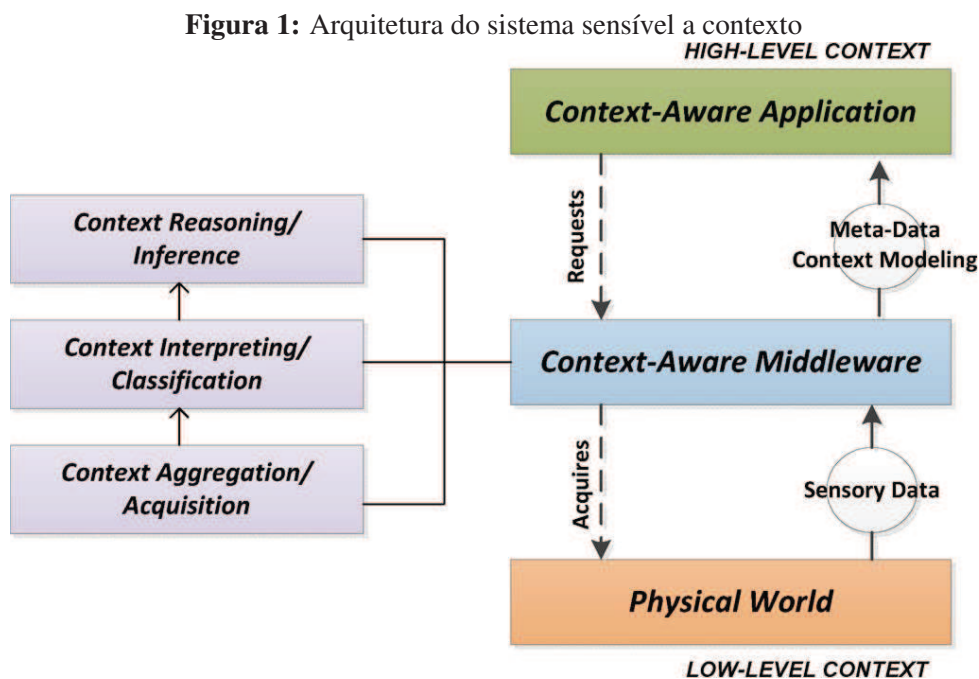 Figura 1: Arquitetura do sistema sensível a contexto
HIGH-LEVEL CONTEXT
Context-Aware Application
Requests
Meta-Data
Context Modeling
Context Reasoning/
Inference
Context Interpreting/
Classification
Context Aggregation/
Acquisition
Context-Aware Middleware
Acquires
Sensory Data
Physical World
LOW-LEVEL CONTEXT